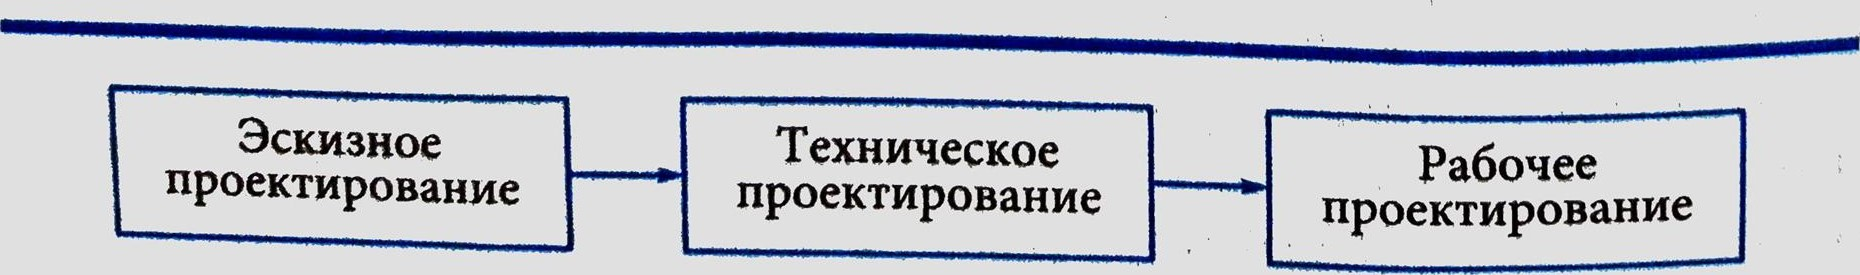 Эскизное
проектирование
Техническое
проектирование
Рабочее
проектирование